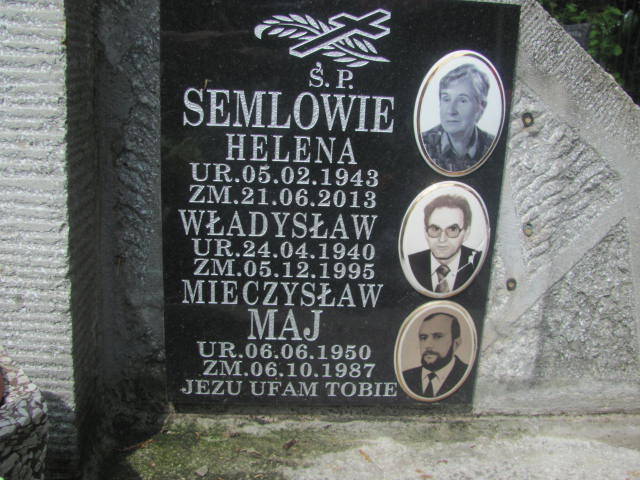 Ś. P.
SEMLOWIE
HELENA
UR.05.02.1943
ZM.21.06.2013
WŁADYSŁAW
UR.24.04.1940
ZM.05.12.1995
MIECZYSŁAW
MAJ
UR.06.06.1950
ZM.06.10.1987
JEZU UFAM TOBIE